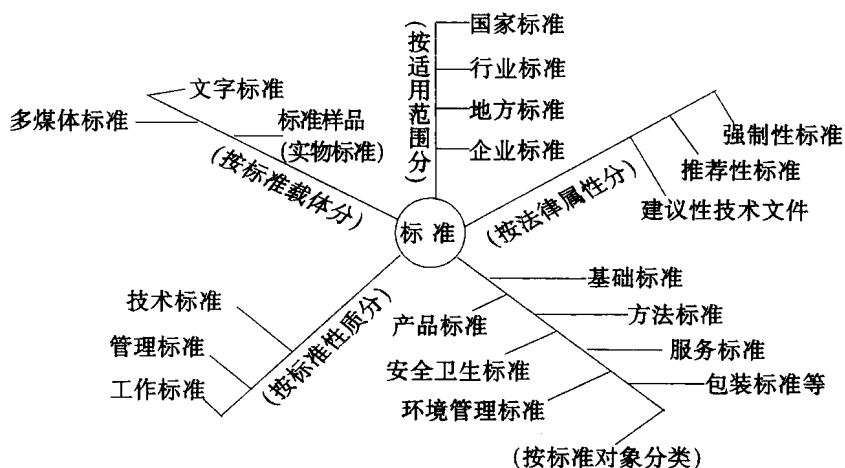 国家标准
行业标准
地方标准
企业标准
(按适用范围分)
文字标准
多媒体标准
标准样品
(实物标准)
(按标准载体分)
强制性标准
推荐性标准
建议性技术文件
(按法律属性分)
标准
技术标准
管理标准
工作标准
(按标准性质分)
基础标准
产品标准
方法标准
安全卫生标准
服务标准
环境管理标准
包装标准等
(按标准对象分类)